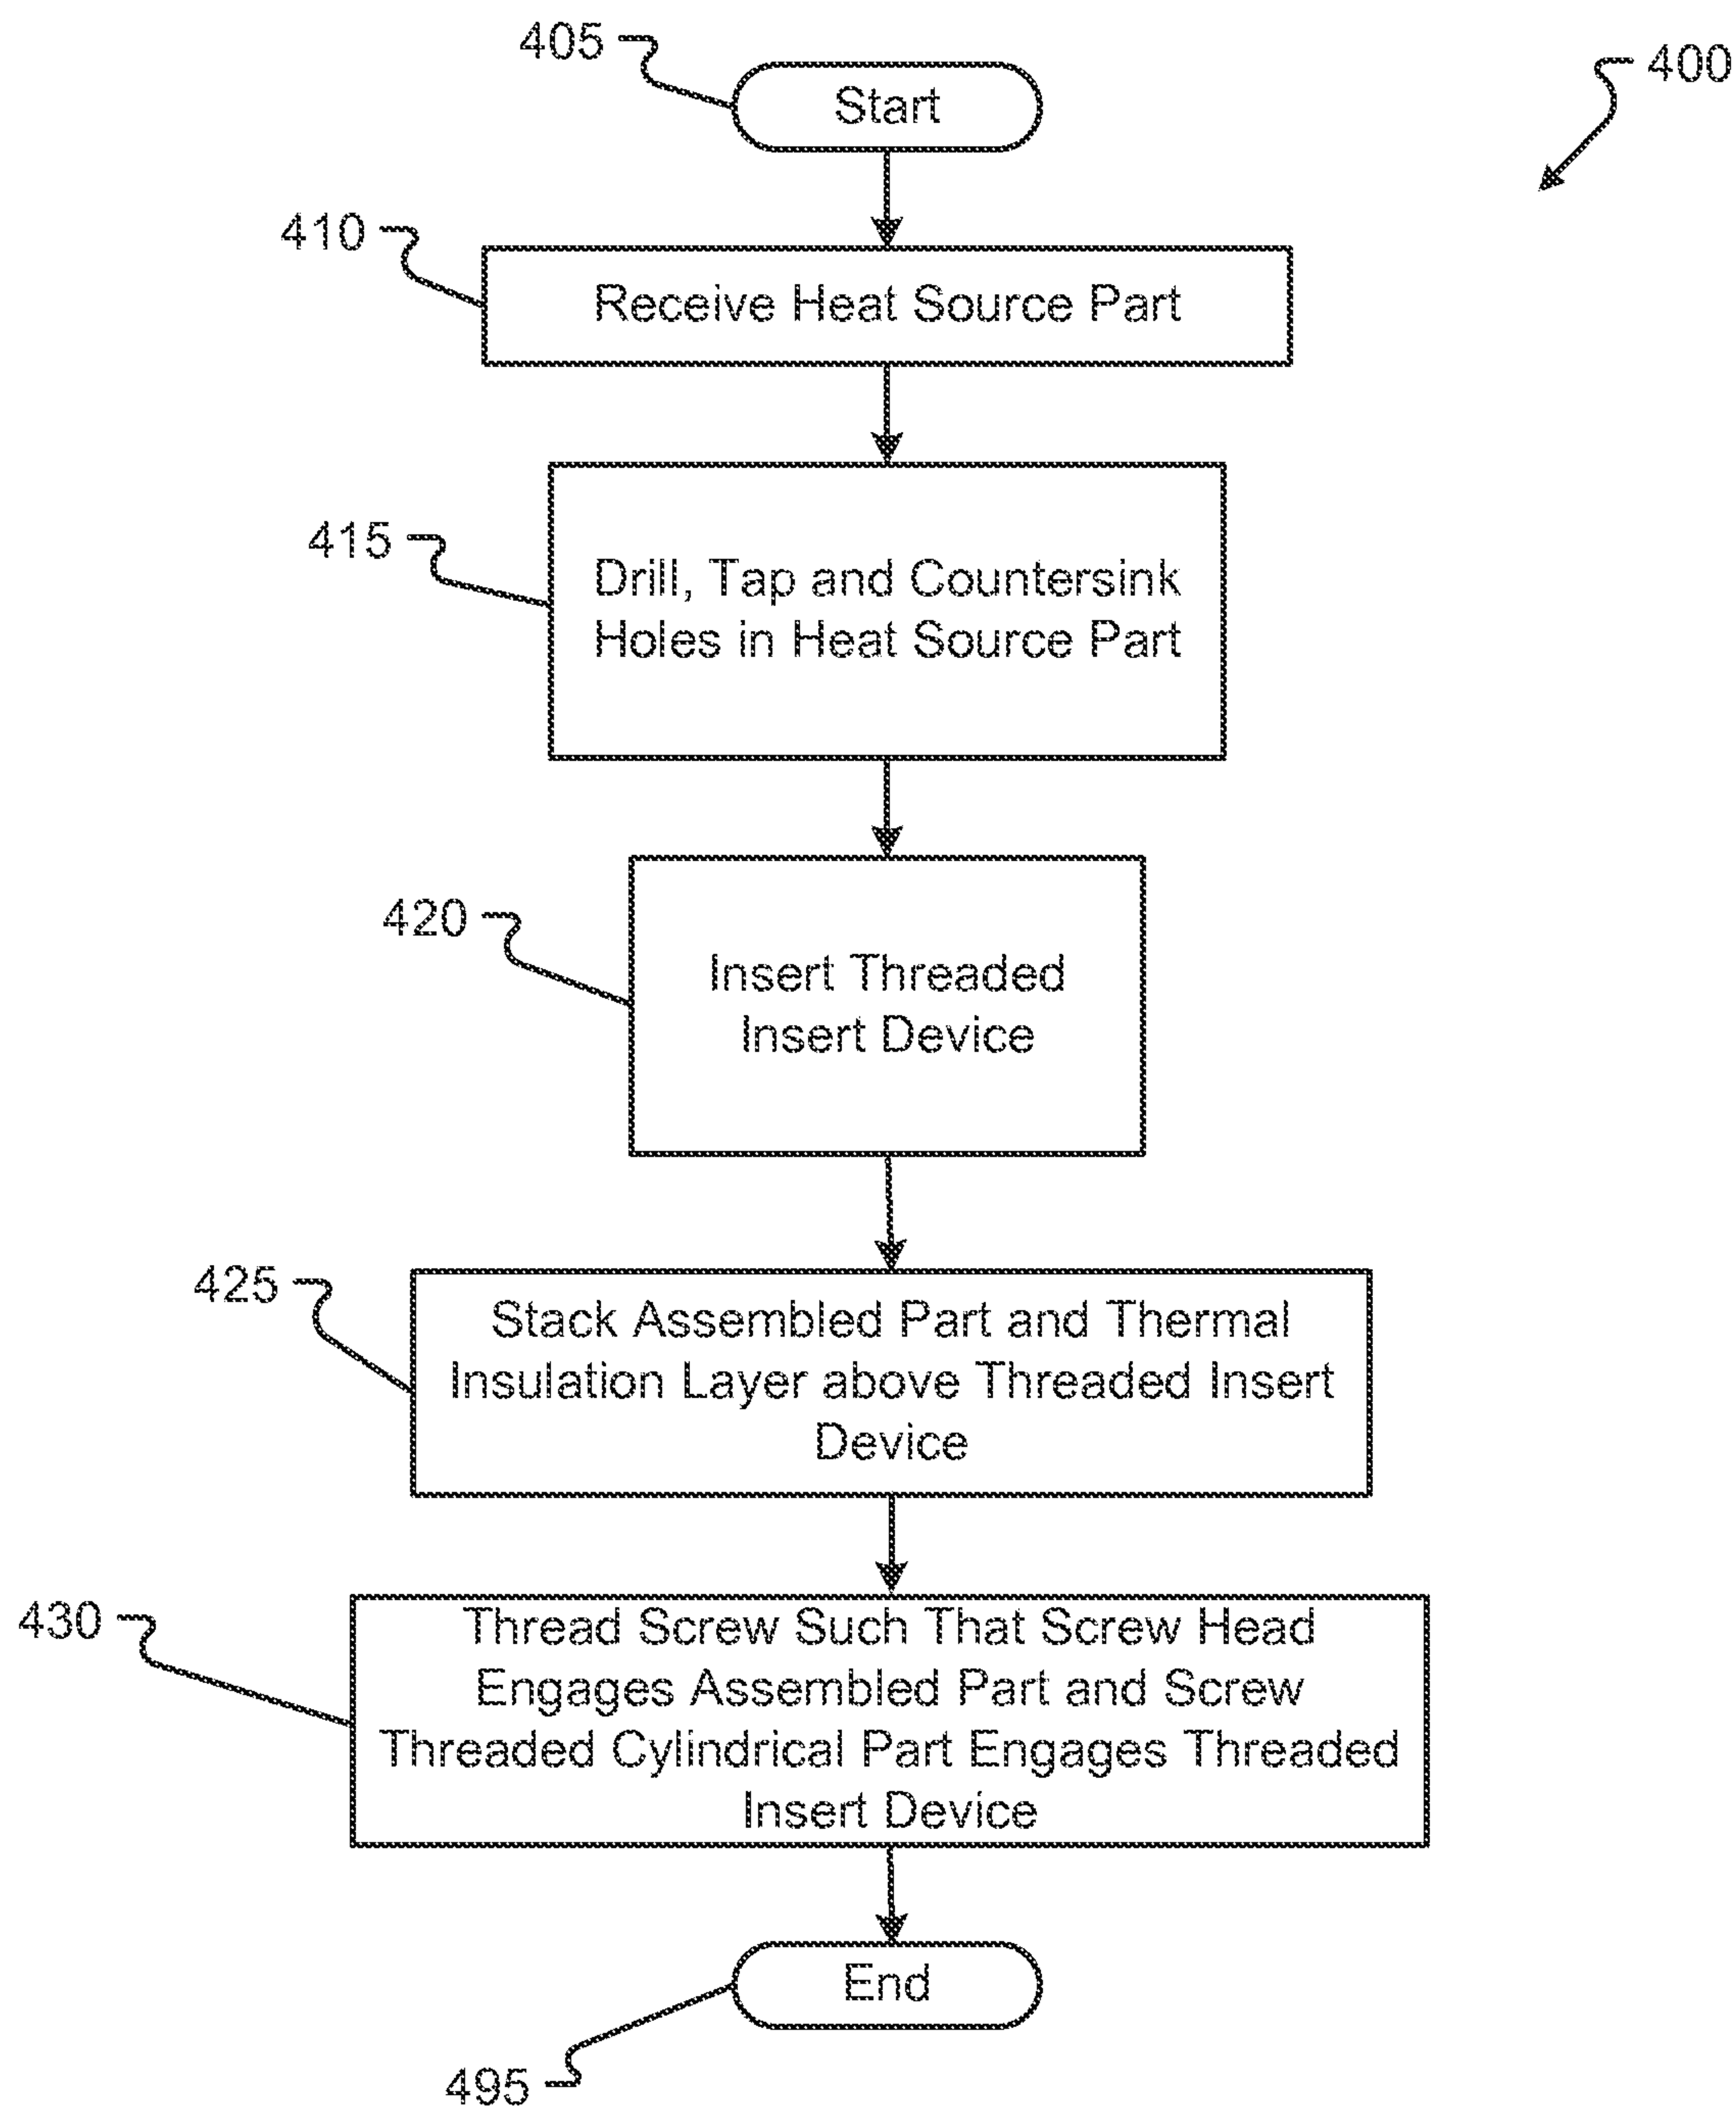 405
Start
400
410
Receive Heat Source Part
415
Drill, Tap and Countersink
Holes in Heat Source Part
420
Insert Threaded
Insert Device
425
Stack Assembled Part and Thermal
Insulation Layer above Threaded Insert
Device
430
Thread Screw Such That Screw Head
Engages Assembled Part and Screw
Threaded Cylindrical Part Engages Threaded
Insert Device
End
495